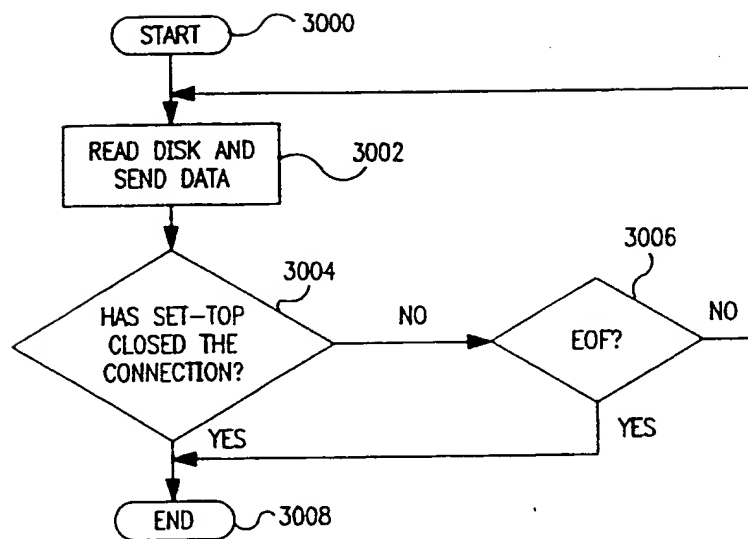 START
3000
READ DISK AND
SEND DATA
3002
HAS SET-TOP
CLOSED THE
CONNECTION?
3004
NO
EOF?
3006
NO
YES
YES
END
3008